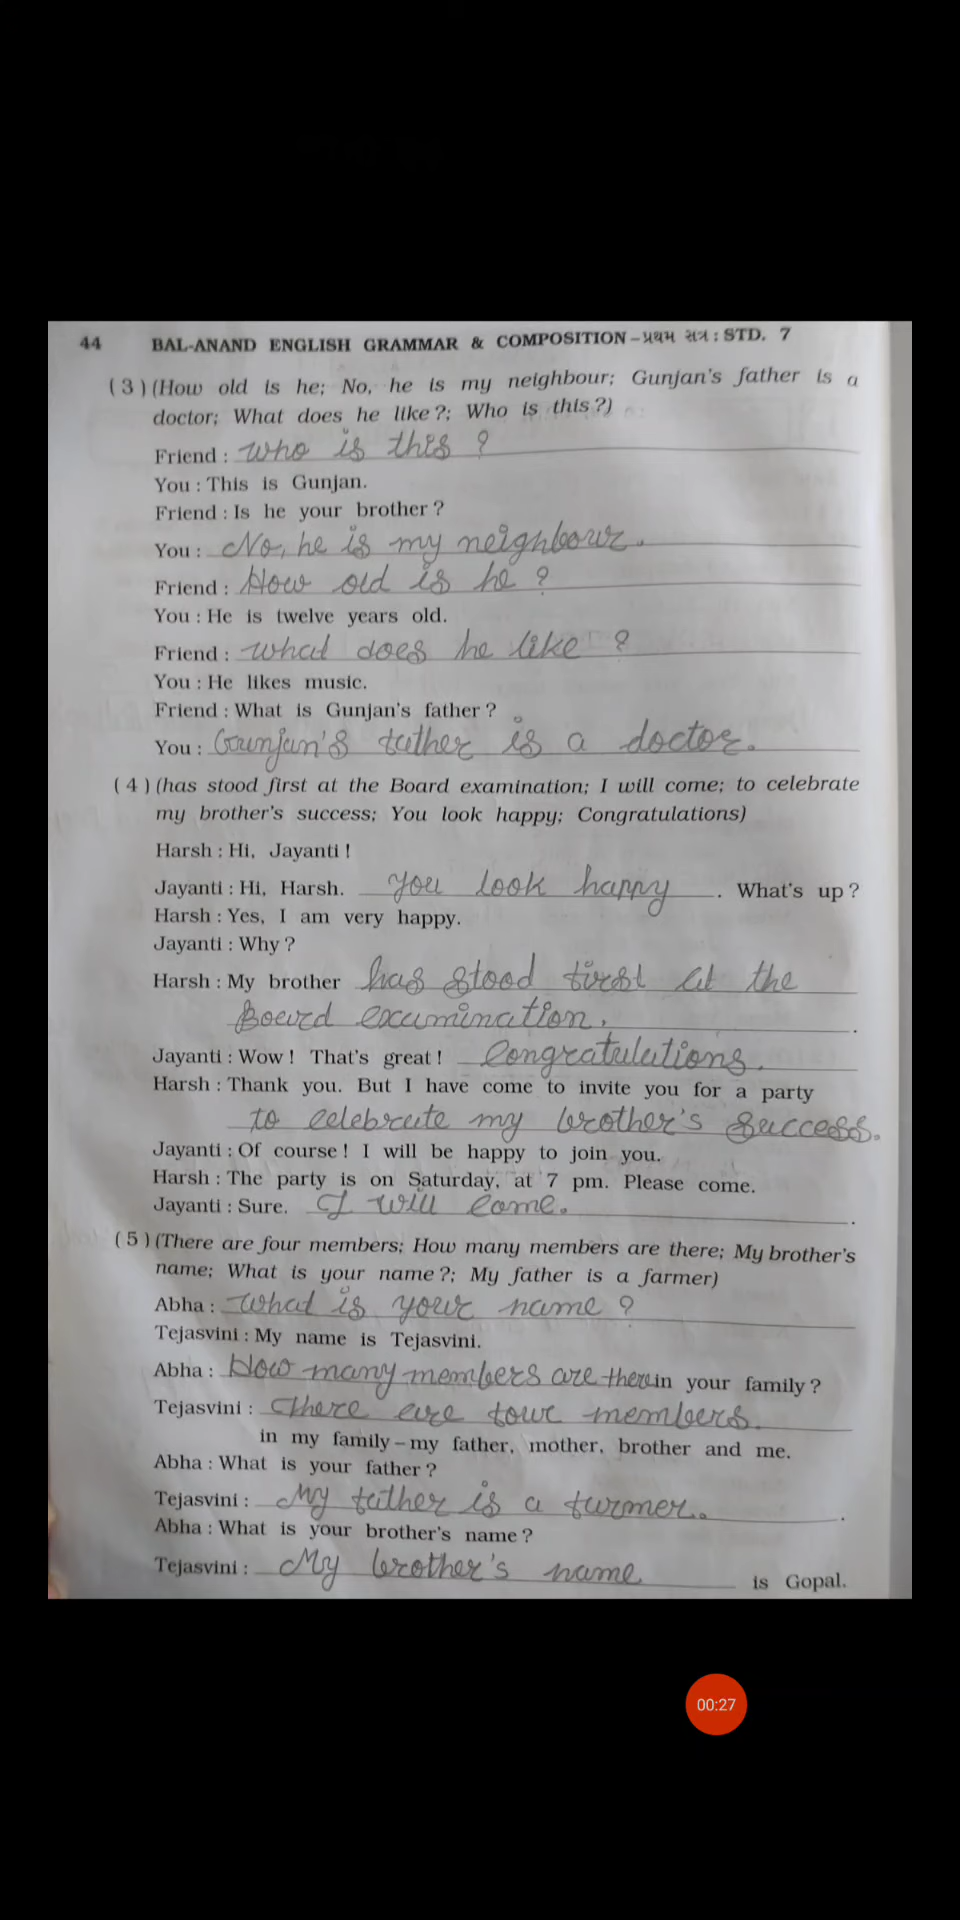 44 BAL-ANAND ENGLISH GRAMMAR & COMPOSITION – પ્રથમ સત્ર : STD. 7
(3) (How old is he; No, he is my neighbour; Gunjan's father is a
doctor; What does he like?; Who is this?)
Friend : who is this ?
You : This is Gunjan.
Friend : Is he your brother ?
You : No, he is my neighbour.
Friend : How old is he ?
You : He is twelve years old.
Friend : what does he like ?
You : He likes music.
Friend : What is Gunjan's father ?
You : Gunjan's father is a doctor.
(4) (has stood first at the Board examination; I will come; to celebrate
my brother's success; You look happy; Congratulations)
Harsh : Hi, Jayanti !
Jayanti : Hi, Harsh. you look happy . What's up ?
Harsh : Yes, I am very happy.
Jayanti : Why ?
Harsh : My brother has stood first at the
Board examination. .
Jayanti : Wow ! That's great ! congratulations.
Harsh : Thank you. But I have come to invite you for a party
to celebrate my brother's success.
Jayanti : Of course ! I will be happy to join you.
Harsh : The party is on Saturday, at 7 pm. Please come.
Jayanti : Sure. I will come. .
(5) (There are four members; How many members are there; My brother's
name; What is your name ?; My father is a farmer)
Abha : what is your name ?
Tejasvini : My name is Tejasvini.
Abha : How many members are there in your family ?
Tejasvini : There are four members.
in my family – my father, mother, brother and me.
Abha : What is your father ?
Tejasvini : My father is a farmer. .
Abha : What is your brother's name ?
Tejasvini : My brother's name is Gopal.
00:27